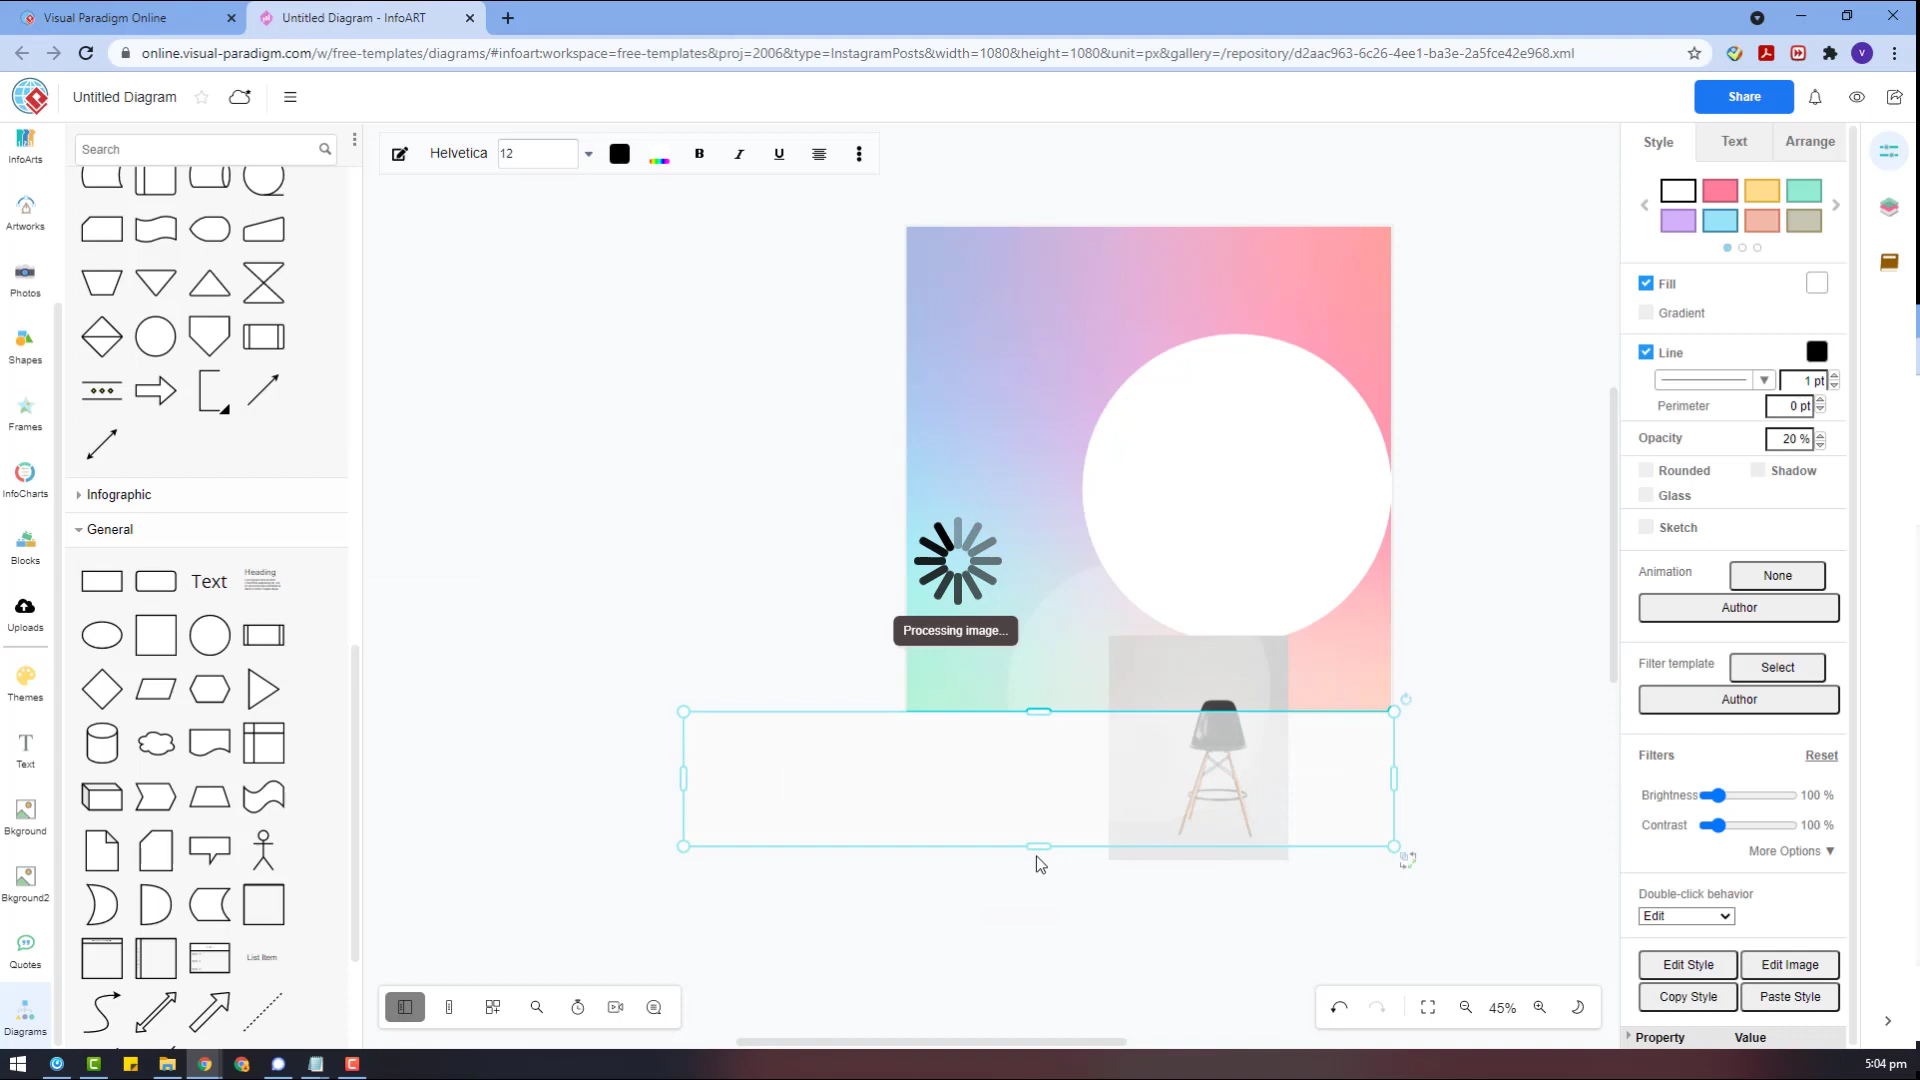 Visual Paradigm Online
Untitled Diagram - InfoART
online.visual-paradigm.com/w/free-templates/diagrams/#infoart:workspace=free-templates&proj=2006&type=InstagramPosts&width=1080&height=1080&unit=px&gallery=/repository/d2aac963-6c26-4ee1-ba3e-2a5fce42e968.xml
V
Untitled Diagram
Share
InfoArts
Artworks
Photos
Shapes
Frames
InfoCharts
Blocks
Uploads
Themes
Text
Bkground
Bkground2
Quotes
Diagrams
Search
Infographic
General
Text
Heading
List Item
Helvetica
12
B
I
U
Processing image...
45%
Style
Text
Arrange
Fill
Gradient
Line
1 pt
Perimeter
0 pt
Opacity
20 %
Rounded
Shadow
Glass
Sketch
Animation
None
Author
Filter template
Select
Author
Filters
Reset
Brightness
100 %
Contrast
100 %
More Options ▼
Double-click behavior
Edit
Edit Style
Edit Image
Copy Style
Paste Style
Property
Value
5:04 pm